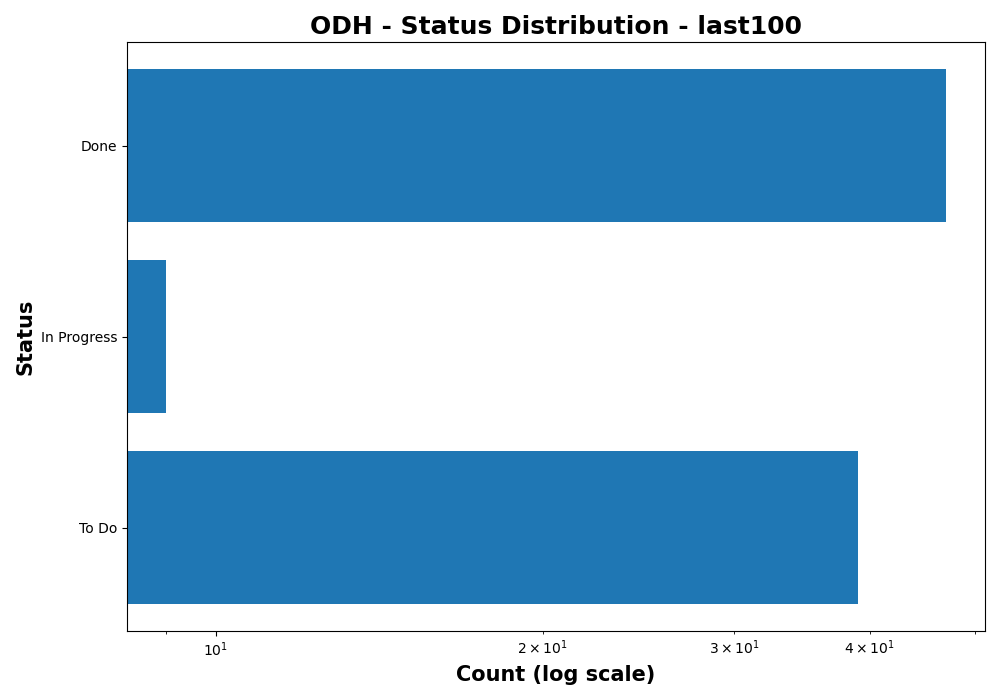 ODH - Status Distribution - last100
Status
Done
In Progress
To Do
10¹
2 × 10¹
3 × 10¹
4 × 10¹
Count (log scale)